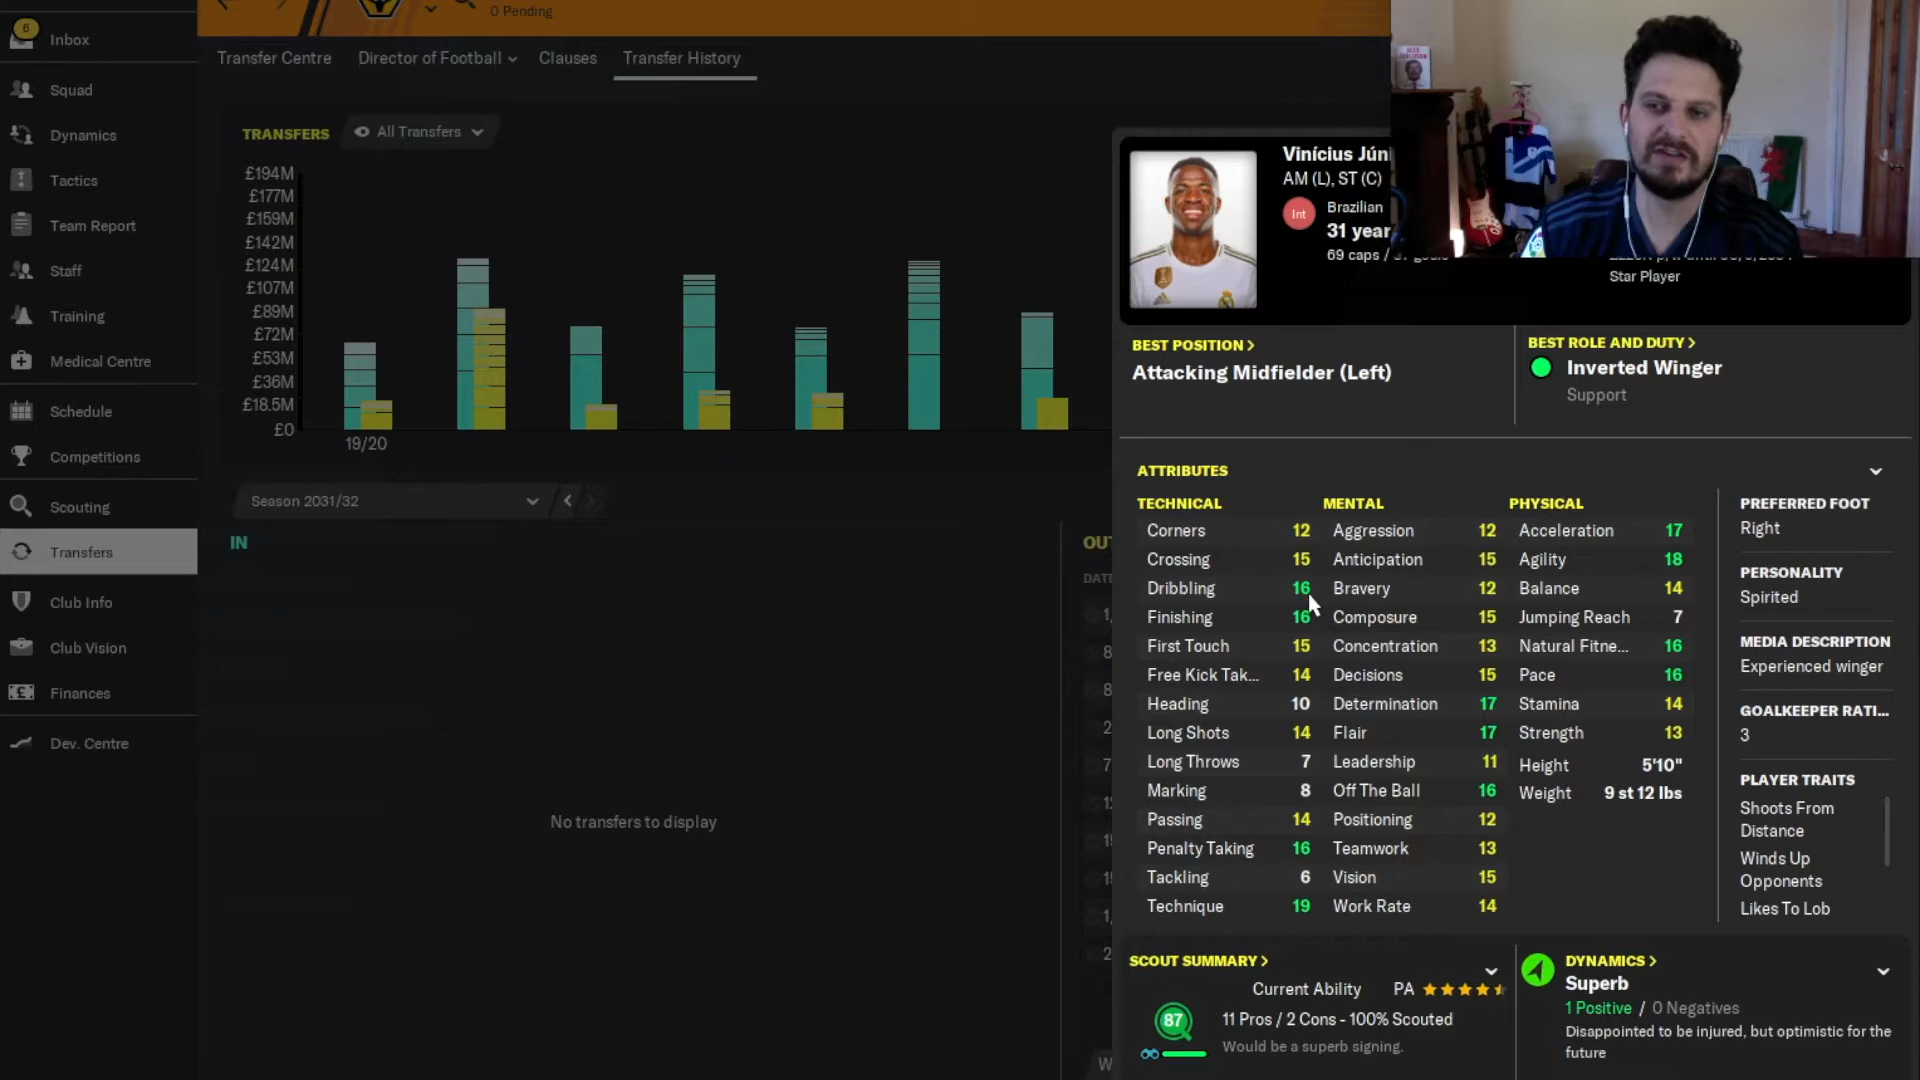 6
Inbox
Squad
Dynamics
Tactics
Team Report
Staff
Training
Medical Centre
Schedule
Competitions
Scouting
Transfers
Club Info
Club Vision
Finances
Dev. Centre
0 Pending
Transfer Centre
Director of Football
Clauses
Transfer History
TRANSFERS
All Transfers
£194M
£177M
£159M
£142M
£124M
£107M
£89M
£72M
£53M
£36M
£18.5M
£0
19/20
Season 2031/32
IN
No transfers to display
Vinícius Júni
AM (L), ST (C)
Int
Brazilian
31 year
69 caps /
Star Player
BEST POSITION >
Attacking Midfielder (Left)
BEST ROLE AND DUTY >
Inverted Winger
Support
ATTRIBUTES
TECHNICAL
Corners 12
Crossing 15
Dribbling 16
Finishing 16
First Touch 15
Free Kick Tak... 14
Heading 10
Long Shots 14
Long Throws 7
Marking 8
Passing 14
Penalty Taking 16
Tackling 6
Technique 19
MENTAL
Aggression 12
Anticipation 15
Bravery 12
Composure 15
Concentration 13
Decisions 15
Determination 17
Flair 17
Leadership 11
Off The Ball 16
Positioning 12
Teamwork 13
Vision 15
Work Rate 14
PHYSICAL
Acceleration 17
Agility 18
Balance 14
Jumping Reach 7
Natural Fitne... 16
Pace 16
Stamina 14
Strength 13
Height 5'10"
Weight 9 st 12 lbs
PREFERRED FOOT
Right
PERSONALITY
Spirited
MEDIA DESCRIPTION
Experienced winger
GOALKEEPER RATI...
3
PLAYER TRAITS
Shoots From
Distance
Winds Up
Opponents
Likes To Lob
SCOUT SUMMARY >
Current Ability PA
87
11 Pros / 2 Cons - 100% Scouted
Would be a superb signing.
DYNAMICS >
Superb
1 Positive / 0 Negatives
Disappointed to be injured, but optimistic for the
future